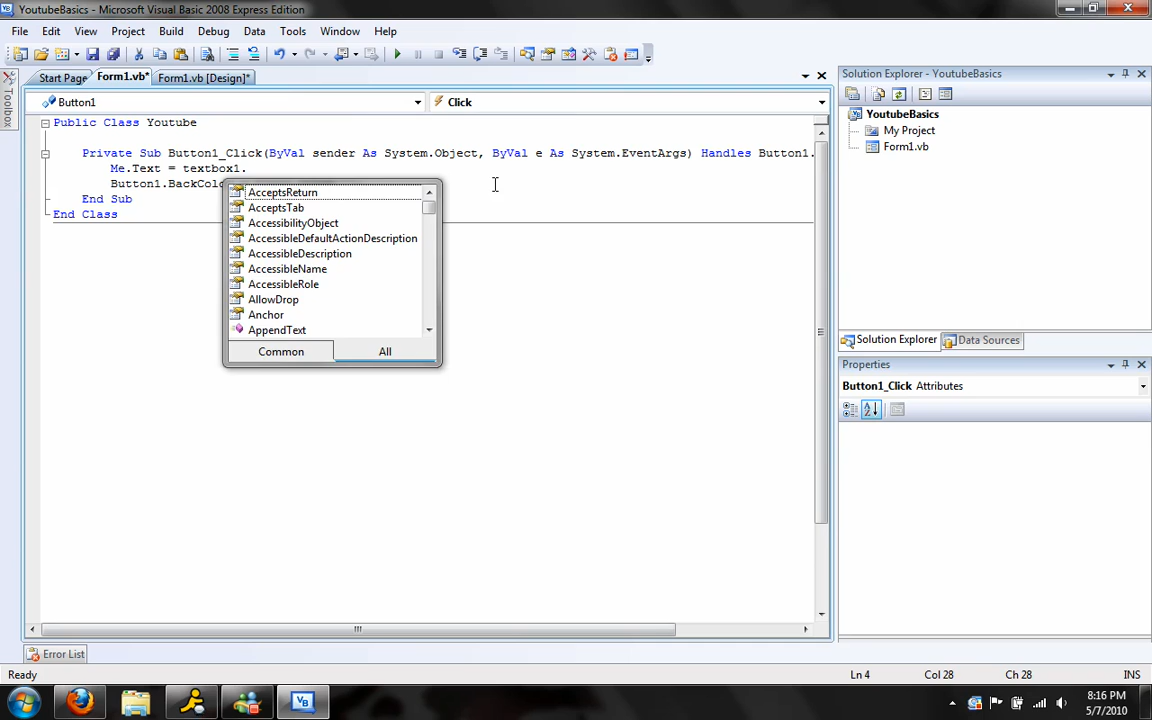 YoutubeBasics - Microsoft Visual Basic 2008 Express Edition
File Edit View Project Build Debug Data Tools Window Help
Toolbox
Start Page Form1.vb* Form1.vb [Design]*
Button1 Click
Public Class Youtube
Private Sub Button1_Click(ByVal sender As System.Object, ByVal e As System.EventArgs) Handles Button1.
Me.Text = textbox1.
Button1.BackColo
End Sub
End Class
AcceptsReturn
AcceptsTab
AccessibilityObject
AccessibleDefaultActionDescription
AccessibleDescription
AccessibleName
AccessibleRole
AllowDrop
Anchor
AppendText
Common All
Solution Explorer - YoutubeBasics
YoutubeBasics
My Project
Form1.vb
Solution Explorer Data Sources
Properties
Button1_Click Attributes
Error List
Ready Ln 4 Col 28 Ch 28 INS
8:16 PM
5/7/2010